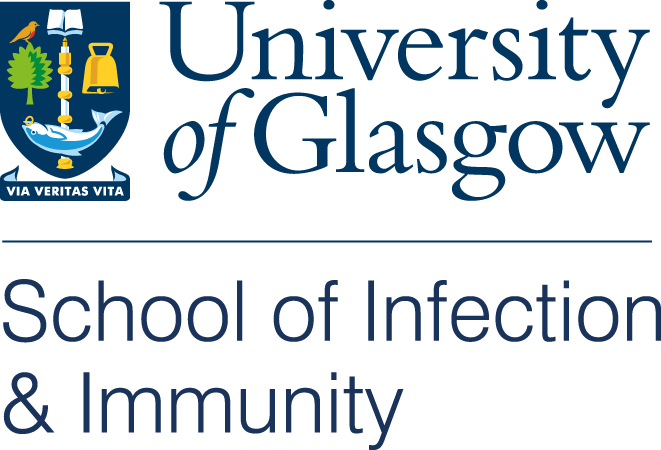 University
of Glasgow
VIA VERITAS VITA
School of Infection
& Immunity